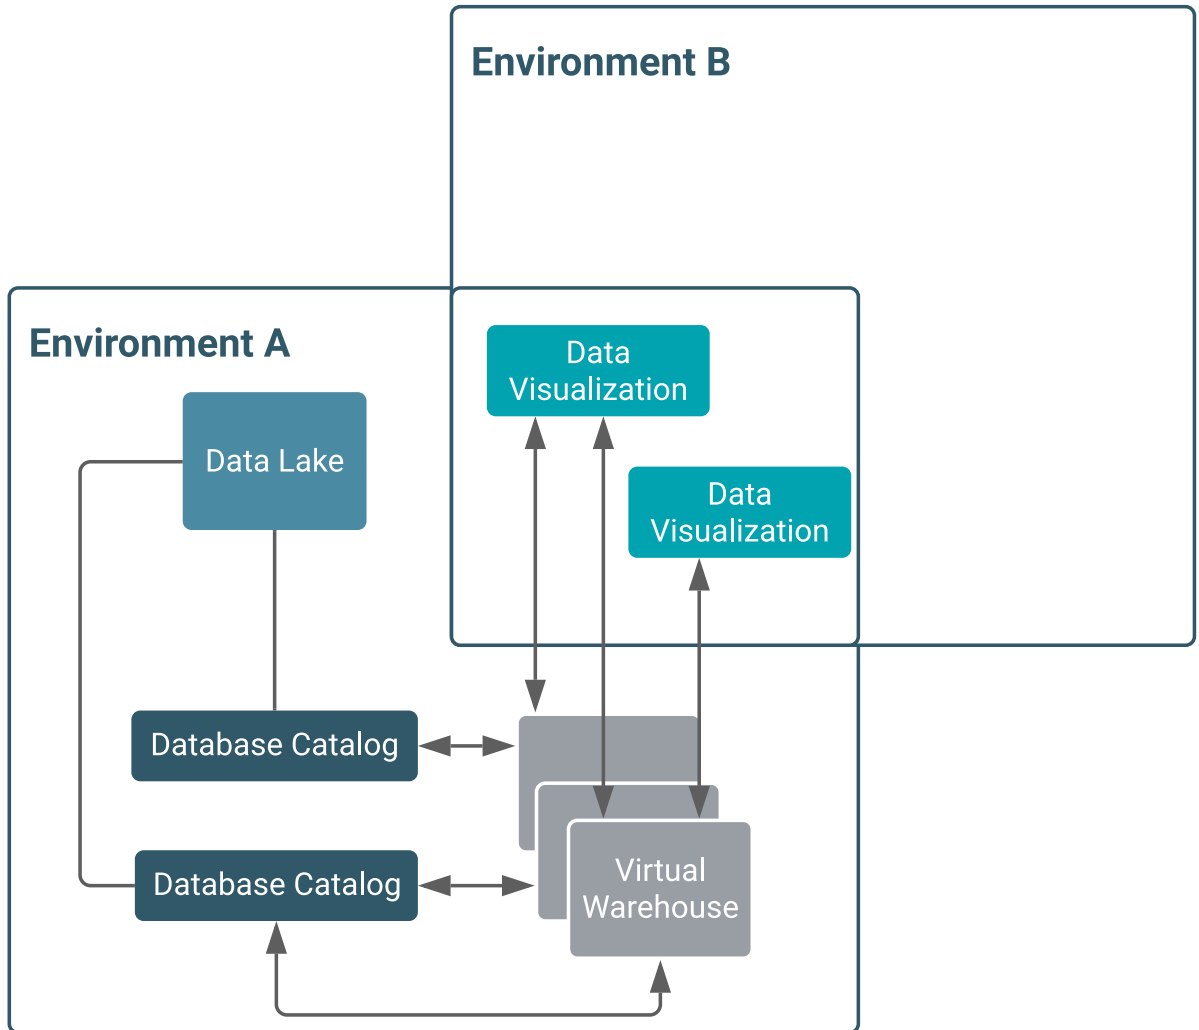 Environment B
Environment A
Data
Visualization
Data Lake
Data
Visualization
Database Catalog
Database Catalog
Virtual
Warehouse